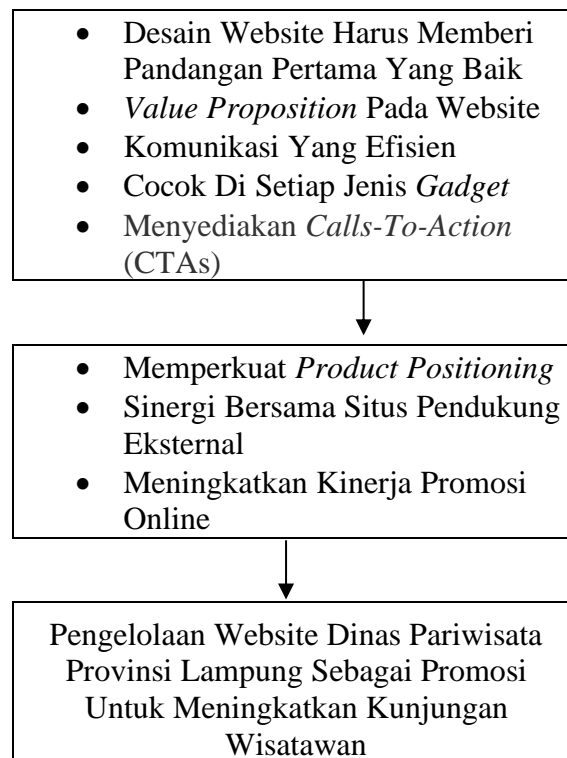 • Desain Website Harus Memberi
Pandangan Pertama Yang Baik
• Value Proposition Pada Website
• Komunikasi Yang Efisien
• Cocok Di Setiap Jenis Gadget
• Menyediakan Calls-To-Action
(CTAs)
• Memperkuat Product Positioning
• Sinergi Bersama Situs Pendukung
Eksternal
• Meningkatkan Kinerja Promosi
Online
Pengelolaan Website Dinas Pariwisata
Provinsi Lampung Sebagai Promosi
Untuk Meningkatkan Kunjungan
Wisatawan